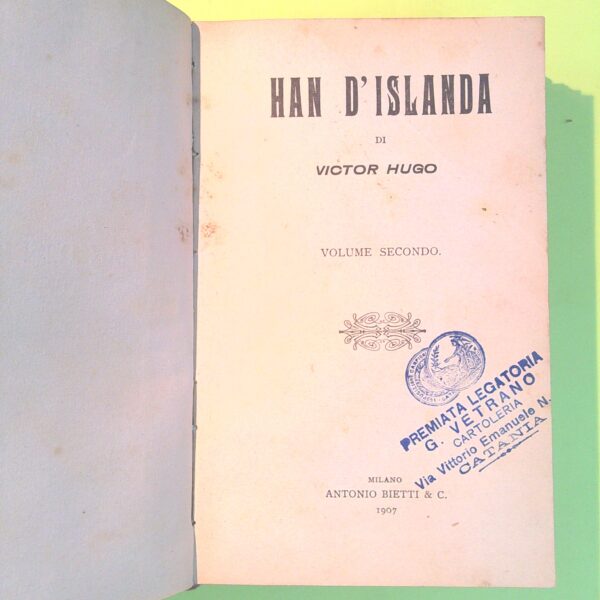 HAN D'ISLANDA
DI
VICTOR HUGO
VOLUME SECONDO.
PREMIATA LEGATORIA
G. VETRANO
CARTOLERIA
Via Vittorio Emanuele N.
CATANIA
MILANO
ANTONIO BIETTI & C.
1907